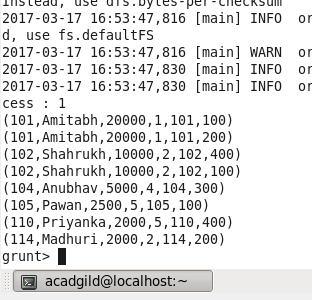 instead, use dfs.bytes-per-checksum
2017-03-17 16:53:47,816 [main] INFO or
d, use fs.defaultFS
2017-03-17 16:53:47,816 [main] WARN or
2017-03-17 16:53:47,830 [main] INFO or
2017-03-17 16:53:47,830 [main] INFO or
cess : 1
(101,Amitabh,20000,1,101,100)
(101,Amitabh,20000,1,101,200)
(102,Shahrukh,10000,2,102,400)
(102,Shahrukh,10000,2,102,100)
(104,Anubhav,5000,4,104,300)
(105,Pawan,2500,5,105,100)
(110,Priyanka,2000,5,110,400)
(114,Madhuri,2000,2,114,200)
grunt>
acadgild@localhost:~